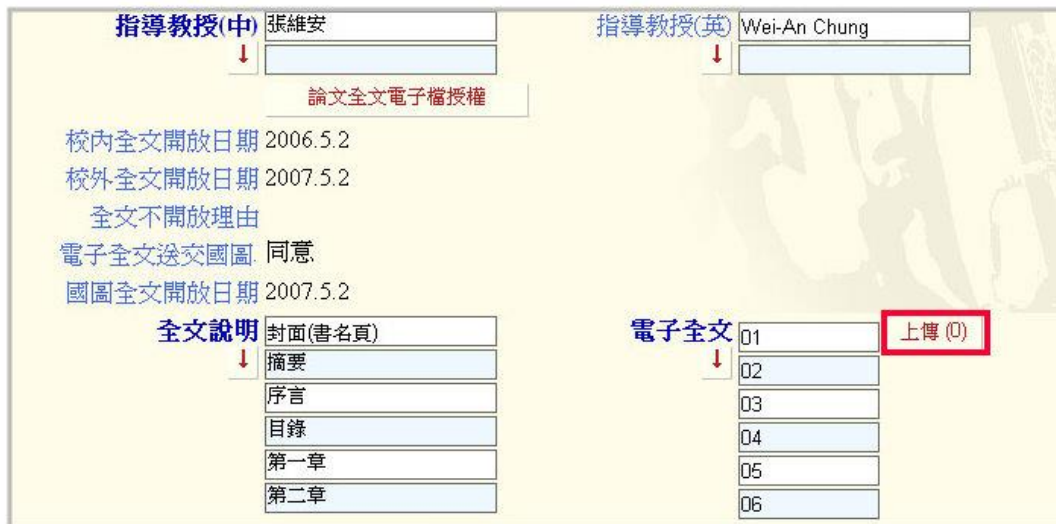 指導教授(中) 張維安 指導教授(英) Wei-An Chung
↓ ↓
論文全文電子檔授權
校內全文開放日期 2006.5.2
校外全文開放日期 2007.5.2
全文不開放理由
電子全文送交國圖. 同意
國圖全文開放日期 2007.5.2
全文說明 封面(書名頁) 電子全文 01 上傳 (0)
↓ 摘要 ↓ 02
序言 03
目錄 04
第一章 05
第二章 06